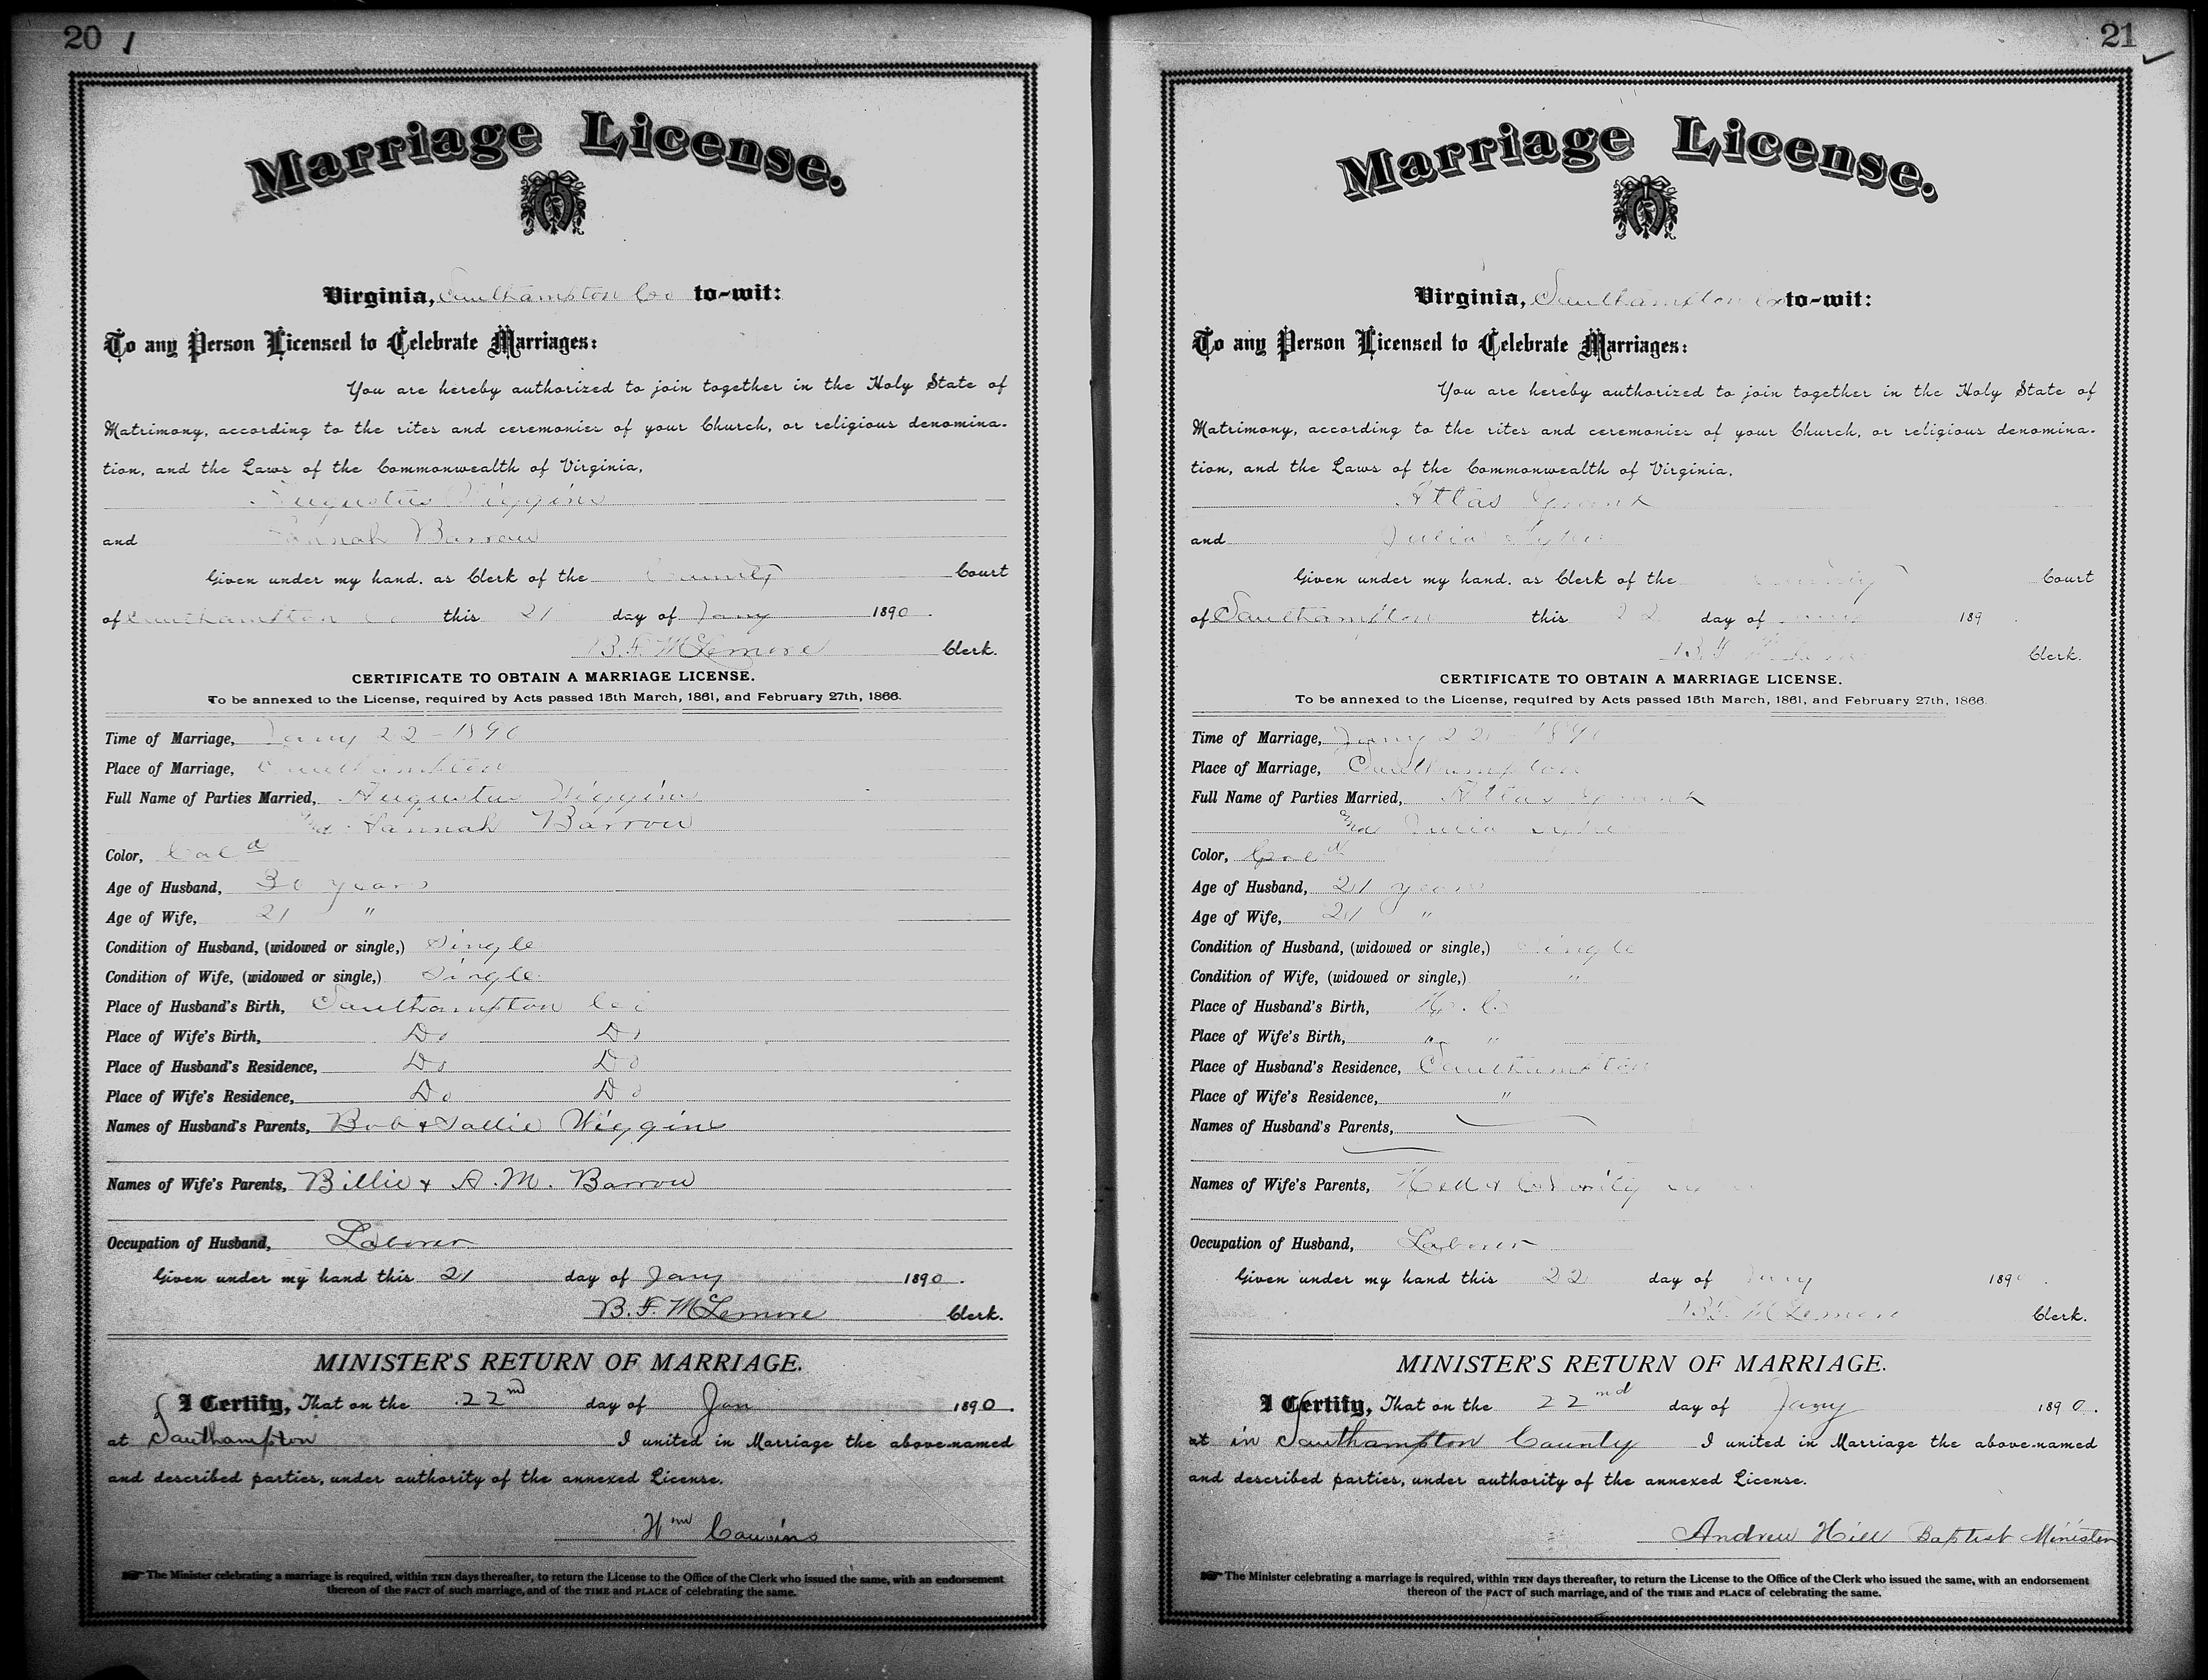 20 1
Marriage License.
Virginia, Southampton Co to-wit:
To any Person Licensed to Celebrate Marriages:
You are hereby authorized to join together in the Holy State of
Matrimony, according to the rites and ceremonies of your Church, or religious denomina-
tion, and the Laws of the Commonwealth of Virginia,
Augustus Wiggins
and Hannah Barrow
Given under my hand, as Clerk of the County Court
of Southampton Co this 21 day of Jany 1890.
B. F. McLemore Clerk.
CERTIFICATE TO OBTAIN A MARRIAGE LICENSE.
To be annexed to the License, required by Acts passed 15th March, 1861, and February 27th, 1866.
Time of Marriage, Jany 22 - 1890
Place of Marriage, Southampton
Full Name of Parties Married, Augustus Wiggins
and Hannah Barrow
Color, Cold
Age of Husband, 30 years
Age of Wife, 21 "
Condition of Husband, (widowed or single,) Single
Condition of Wife, (widowed or single,) Single
Place of Husband's Birth, Southampton Co
Place of Wife's Birth, Do Do
Place of Husband's Residence, Do Do
Place of Wife's Residence, Do Do
Names of Husband's Parents, Bob & Sallie Wiggins
Names of Wife's Parents, Billie & A. M. Barrow
Occupation of Husband, Laborer
Given under my hand this 21 day of Jany 1890.
B. F. McLemore Clerk.
MINISTER'S RETURN OF MARRIAGE.
I Certify, That on the 22nd day of Jan 1890.
at Southampton I united in Marriage the above-named
and described parties, under authority of the annexed License.
Wm Cousins
The Minister celebrating a marriage is required, within TEN days thereafter, to return the License to the Office of the Clerk who issued the same, with an endorsement
thereon of the FACT of such marriage, and of the TIME and PLACE of celebrating the same.
21
Marriage License.
Virginia, Southampton Co to-wit:
To any Person Licensed to Celebrate Marriages:
You are hereby authorized to join together in the Holy State of
Matrimony, according to the rites and ceremonies of your Church, or religious denomina-
tion, and the Laws of the Commonwealth of Virginia,
Atlas Grant
and Julia
Given under my hand, as Clerk of the County Court
of Southampton this 22 day of Jany 189
B. F. McLemore Clerk.
CERTIFICATE TO OBTAIN A MARRIAGE LICENSE.
To be annexed to the License, required by Acts passed 15th March, 1861, and February 27th, 1866.
Time of Marriage, Jany 22 - 1890
Place of Marriage, Southampton
Full Name of Parties Married, Atlas Grant
and Julia
Color, Cold
Age of Husband, 21 years
Age of Wife, 21 "
Condition of Husband, (widowed or single,) Single
Condition of Wife, (widowed or single,) "
Place of Husband's Birth, N. C.
Place of Wife's Birth, " "
Place of Husband's Residence, Southampton
Place of Wife's Residence, "
Names of Husband's Parents,
Names of Wife's Parents, & Charity
Occupation of Husband, Laborer
Given under my hand this 22 day of Jany 1890.
B. F. McLemore Clerk.
MINISTER'S RETURN OF MARRIAGE.
I Certify, That on the 22nd day of Jany 1890.
at in Southampton County I united in Marriage the above-named
and described parties, under authority of the annexed License.
Andrew Hill Baptist Minister
The Minister celebrating a marriage is required, within TEN days thereafter, to return the License to the Office of the Clerk who issued the same, with an endorsement
thereon of the FACT of such marriage, and of the TIME and PLACE of celebrating the same.